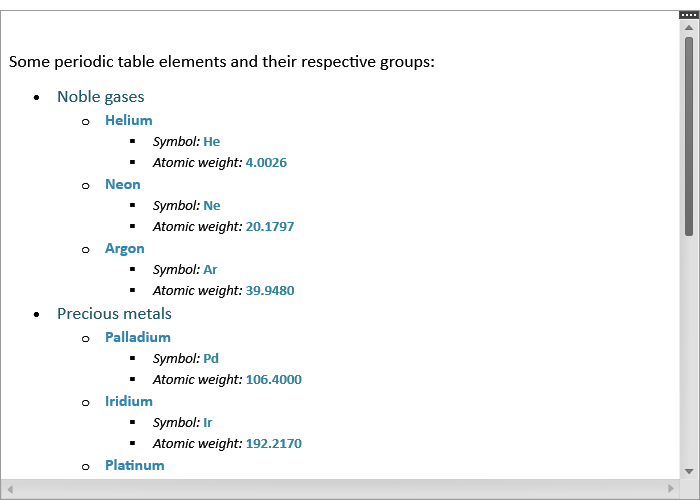 Some periodic table elements and their respective groups:
• Noble gases
o Helium
▪ Symbol: He
▪ Atomic weight: 4.0026
o Neon
▪ Symbol: Ne
▪ Atomic weight: 20.1797
o Argon
▪ Symbol: Ar
▪ Atomic weight: 39.9480
• Precious metals
o Palladium
▪ Symbol: Pd
▪ Atomic weight: 106.4000
o Iridium
▪ Symbol: Ir
▪ Atomic weight: 192.2170
o Platinum